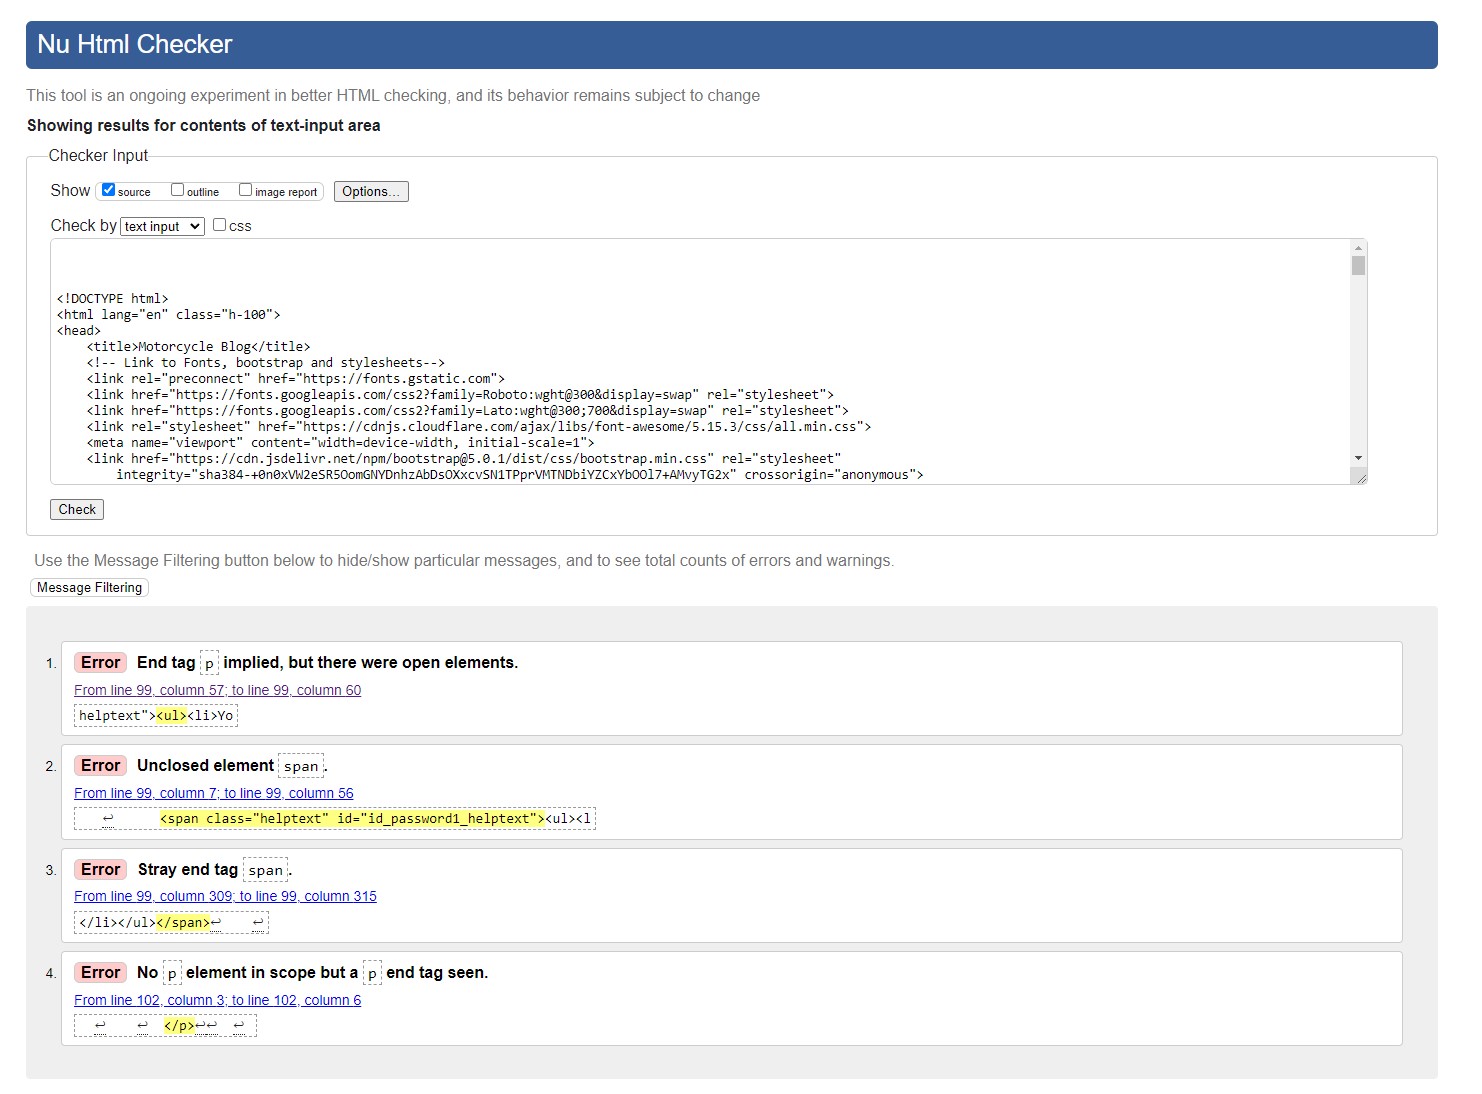 Nu Html Checker
This tool is an ongoing experiment in better HTML checking, and its behavior remains subject to change
Showing results for contents of text-input area
Checker Input
Show source outline image report Options...
Check by text input css
<!DOCTYPE html>
<html lang="en" class="h-100">
<head>
<title>Motorcycle Blog</title>
<!-- Link to Fonts, bootstrap and stylesheets-->
<link rel="preconnect" href="https://fonts.gstatic.com">
<link href="https://fonts.googleapis.com/css2?family=Roboto:wght@300&display=swap" rel="stylesheet">
<link href="https://fonts.googleapis.com/css2?family=Lato:wght@300;700&display=swap" rel="stylesheet">
<link rel="stylesheet" href="https://cdnjs.cloudflare.com/ajax/libs/font-awesome/5.15.3/css/all.min.css">
<meta name="viewport" content="width=device-width, initial-scale=1">
<link href="https://cdn.jsdelivr.net/npm/bootstrap@5.0.1/dist/css/bootstrap.min.css" rel="stylesheet"
integrity="sha384-+0n0xVW2eSR5OomGNYDnhzAbDsOXxcvSN1TPprVMTNDbiYZCxYbOOl7+AMvyTG2x" crossorigin="anonymous">
Check
Use the Message Filtering button below to hide/show particular messages, and to see total counts of errors and warnings.
Message Filtering
1. Error End tag p implied, but there were open elements.
From line 99, column 57; to line 99, column 60
helptext"><ul><li>Yo
2. Error Unclosed element span.
From line 99, column 7; to line 99, column 56
↩ <span class="helptext" id="id_password1_helptext"><ul><l
3. Error Stray end tag span.
From line 99, column 309; to line 99, column 315
</li></ul></span>↩ ↩
4. Error No p element in scope but a p end tag seen.
From line 102, column 3; to line 102, column 6
↩ ↩ </p>↩↩ ↩